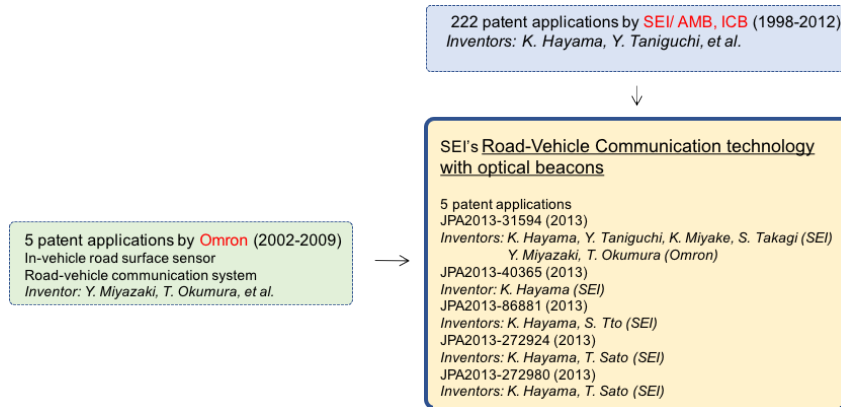 222 patent applications by SEI/ AMB, ICB (1998-2012)
Inventors: K. Hayama, Y. Taniguchi, et al.
SEI's Road-Vehicle Communication technology
with optical beacons
5 patent applications
JPA2013-31594 (2013)
Inventors: K. Hayama, Y. Taniguchi, K. Miyake, S. Takagi (SEI)
Y. Miyazaki, T. Okumura (Omron)
JPA2013-40365 (2013)
Inventor: K. Hayama (SEI)
JPA2013-86881 (2013)
Inventors: K. Hayama, S. Tto (SEI)
JPA2013-272924 (2013)
Inventors: K. Hayama, T. Sato (SEI)
JPA2013-272980 (2013)
Inventors: K. Hayama, T. Sato (SEI)
5 patent applications by Omron (2002-2009)
In-vehicle road surface sensor
Road-vehicle communication system
Inventor: Y. Miyazaki, T. Okumura, et al.